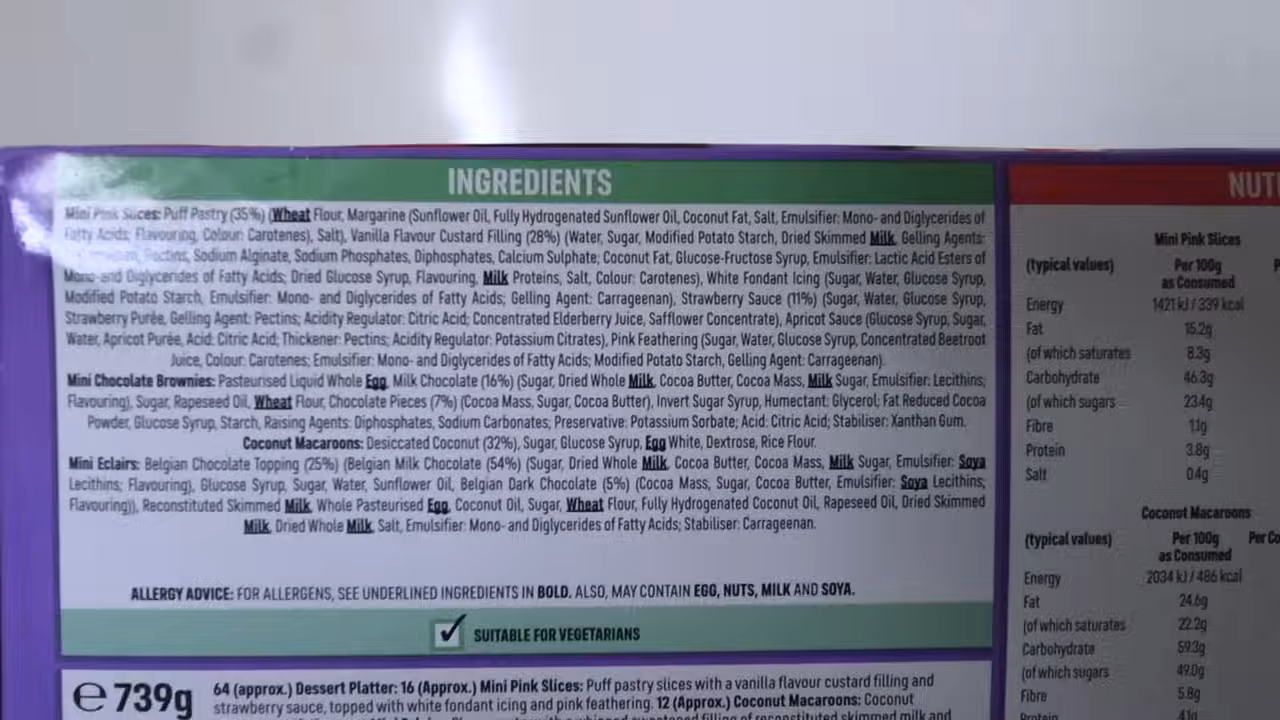 INGREDIENTS
Mini Pink Slices: Puff Pastry (35%) (Wheat Flour, Margarine (Sunflower Oil, Fully Hydrogenated Sunflower Oil, Coconut Fat, Salt, Emulsifier: Mono- and Diglycerides of
Fatty Acids; Flavouring, Colour: Carotenes), Salt), Vanilla Flavour Custard Filling (28%) (Water, Sugar, Modified Potato Starch, Dried Skimmed Milk, Gelling Agents:
Pectins, Sodium Alginate, Sodium Phosphates, Diphosphates, Calcium Sulphate; Coconut Fat, Glucose-Fructose Syrup, Emulsifier: Lactic Acid Esters of
Mono-and Diglycerides of Fatty Acids; Dried Glucose Syrup, Flavouring, Milk Proteins, Salt, Colour: Carotenes), White Fondant Icing (Sugar, Water, Glucose Syrup,
Modified Potato Starch, Emulsifier: Mono- and Diglycerides of Fatty Acids; Gelling Agent: Carrageenan), Strawberry Sauce (11%) (Sugar, Water, Glucose Syrup,
Strawberry Purée, Gelling Agent: Pectins; Acidity Regulator: Citric Acid; Concentrated Elderberry Juice, Safflower Concentrate), Apricot Sauce (Glucose Syrup, Sugar,
Water, Apricot Purée, Acid: Citric Acid; Thickener: Pectins; Acidity Regulator: Potassium Citrates), Pink Feathering (Sugar, Water, Glucose Syrup, Concentrated Beetroot
Juice, Colour: Carotenes; Emulsifier: Mono- and Diglycerides of Fatty Acids; Modified Potato Starch, Gelling Agent: Carrageenan).
Mini Chocolate Brownies: Pasteurised Liquid Whole Egg, Milk Chocolate (16%) (Sugar, Dried Whole Milk, Cocoa Butter, Cocoa Mass, Milk Sugar, Emulsifier: Lecithins;
Flavouring), Sugar, Rapeseed Oil, Wheat Flour, Chocolate Pieces (7%) (Cocoa Mass, Sugar, Cocoa Butter), Invert Sugar Syrup, Humectant: Glycerol; Fat Reduced Cocoa
Powder, Glucose Syrup, Starch, Raising Agents: Diphosphates, Sodium Carbonates; Preservative: Potassium Sorbate; Acid: Citric Acid; Stabiliser: Xanthan Gum.
Coconut Macaroons: Desiccated Coconut (32%), Sugar, Glucose Syrup, Egg White, Dextrose, Rice Flour.
Mini Eclairs: Belgian Chocolate Topping (25%) (Belgian Milk Chocolate (54%) (Sugar, Dried Whole Milk, Cocoa Butter, Cocoa Mass, Milk Sugar, Emulsifier: Soya
Lecithins; Flavouring), Glucose Syrup, Sugar, Water, Sunflower Oil, Belgian Dark Chocolate (5%) (Cocoa Mass, Sugar, Cocoa Butter, Emulsifier: Soya Lecithins;
Flavouring)), Reconstituted Skimmed Milk, Whole Pasteurised Egg, Coconut Oil, Sugar, Wheat Flour, Fully Hydrogenated Coconut Oil, Rapeseed Oil, Dried Skimmed
Milk, Dried Whole Milk, Salt, Emulsifier: Mono- and Diglycerides of Fatty Acids; Stabiliser: Carrageenan.
ALLERGY ADVICE: FOR ALLERGENS, SEE UNDERLINED INGREDIENTS IN BOLD. ALSO, MAY CONTAIN EGG, NUTS, MILK AND SOYA.
SUITABLE FOR VEGETARIANS
e 739g
64 (approx.) Dessert Platter: 16 (Approx.) Mini Pink Slices: Puff pastry slices with a vanilla flavour custard filling and
strawberry sauce, topped with white fondant icing and pink feathering. 12 (Approx.) Coconut Macaroons: Coconut
NUTI
Mini Pink Slices
(typical values) Per 100g
as Consumed
Energy 1421 kJ / 339 kcal
Fat 15.2g
(of which saturates 8.3g
Carbohydrate 46.3g
(of which sugars 23.4g
Fibre 1.1g
Protein 3.8g
Salt 0.4g
Coconut Macaroons
(typical values) Per 100g Per Co
as Consumed
Energy 2034 kJ / 486 kcal
Fat 24.6g
(of which saturates 22.2g
Carbohydrate 59.3g
(of which sugars 49.0g
Fibre 5.8g
Protein 4.1g